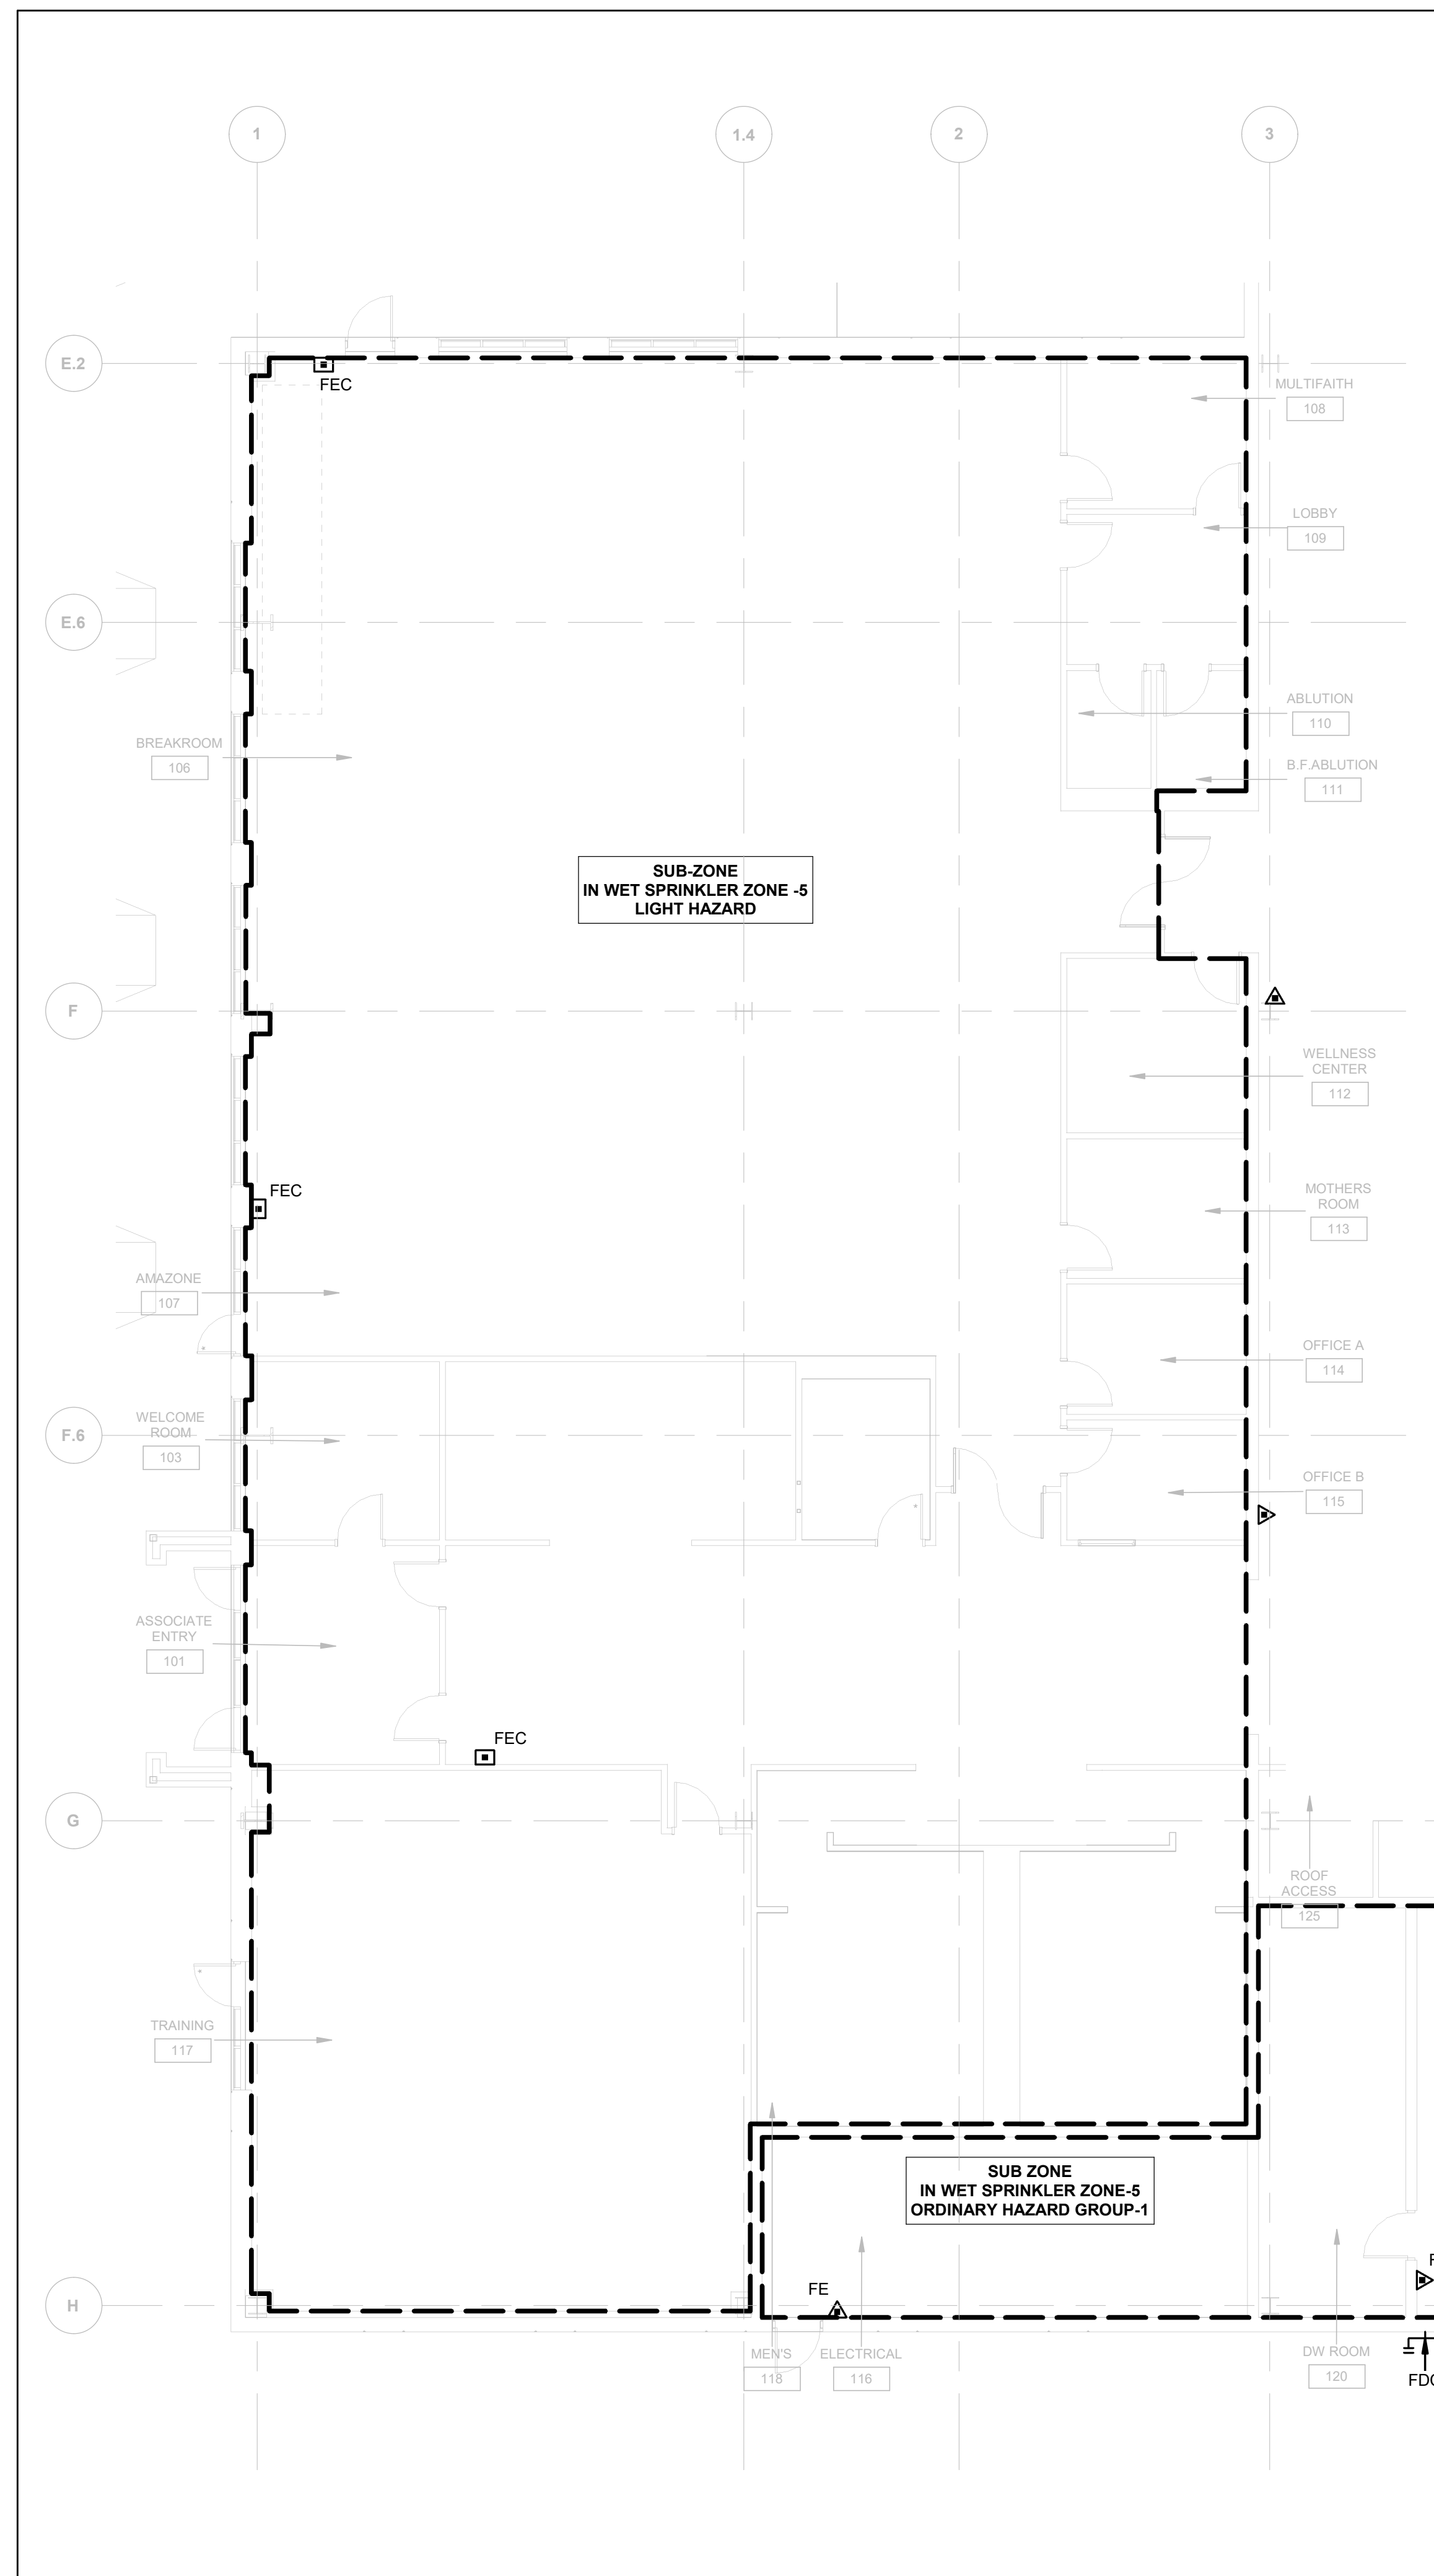 1
1.4
2
3
E.2
FEC
MULTIFAITH
108
LOBBY
109
E.6
ABLUTION
110
BREAKROOM
106
B.F.ABLUTION
111
SUB-ZONE
IN WET SPRINKLER ZONE -5
LIGHT HAZARD
F
WELLNESS
CENTER
112
FEC
MOTHERS
ROOM
113
AMAZONE
107
OFFICE A
114
WELCOME
ROOM
103
F.6
OFFICE B
115
ASSOCIATE
ENTRY
101
FEC
G
ROOF
ACCESS
125
TRAINING
117
SUB ZONE
IN WET SPRINKLER ZONE-5
ORDINARY HAZARD GROUP-1
FE
H
MEN'S
118
ELECTRICAL
116
DW ROOM
120